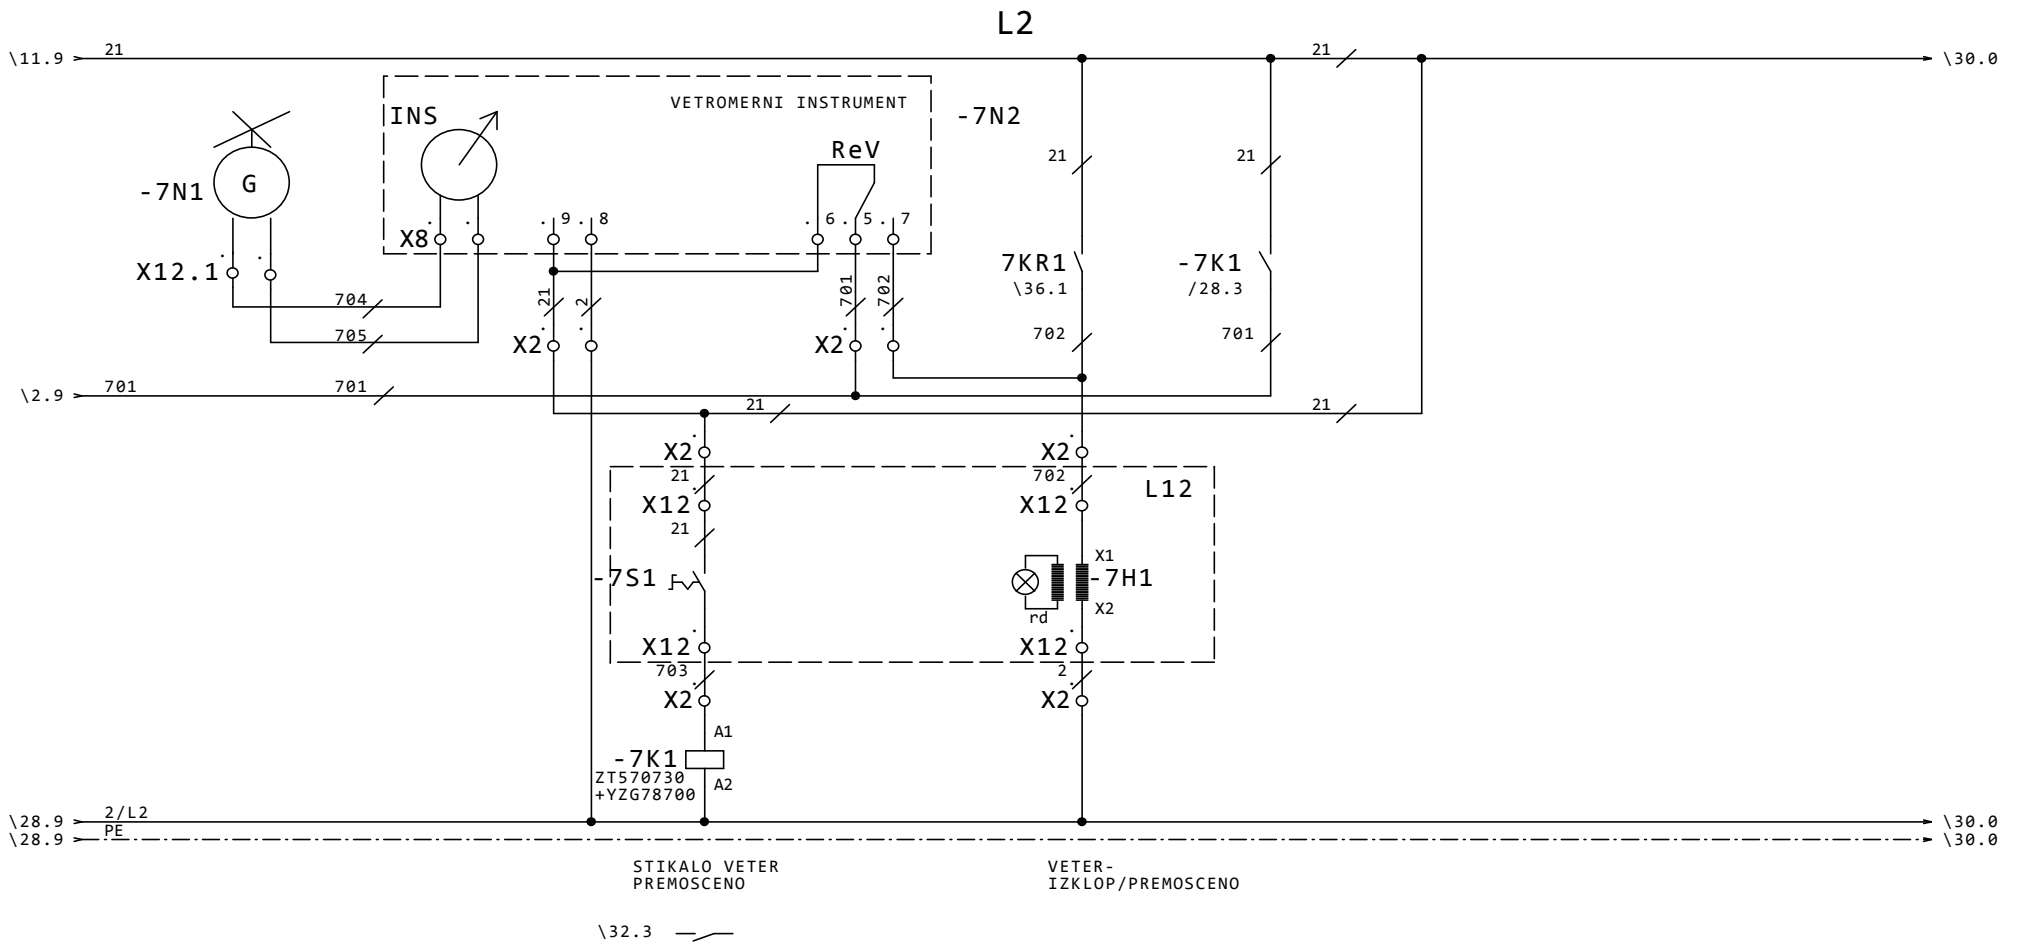 L2
\11.9 21 21 \30.0
VETROMERNI INSTRUMENT
INS -7N2
ReV
21 21
G
-7N1
. 9 . 8 . 6 . 5 . 7
X8
X12.1
7KR1 -7K1
\36.1 /28.3
704 21 2 701 702
705 702 701
X2 X2
\2.9 701 701
21 21
X2 X2
21 702
L12
X12 X12
21
X1
-7S1 -7H1
X2
rd
X12 X12
703 2
X2 X2
A1
-7K1
ZT570730 A2
+YZG78700
\28.9 2/L2 \30.0
\28.9 PE \30.0
STIKALO VETER
PREMOSCENO
VETER-
IZKLOP/PREMOSCENO
\32.3